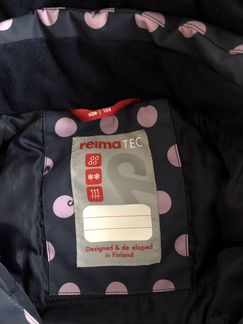 SIZE | 104
reimaTEC
Designed & de eloped
in Finland